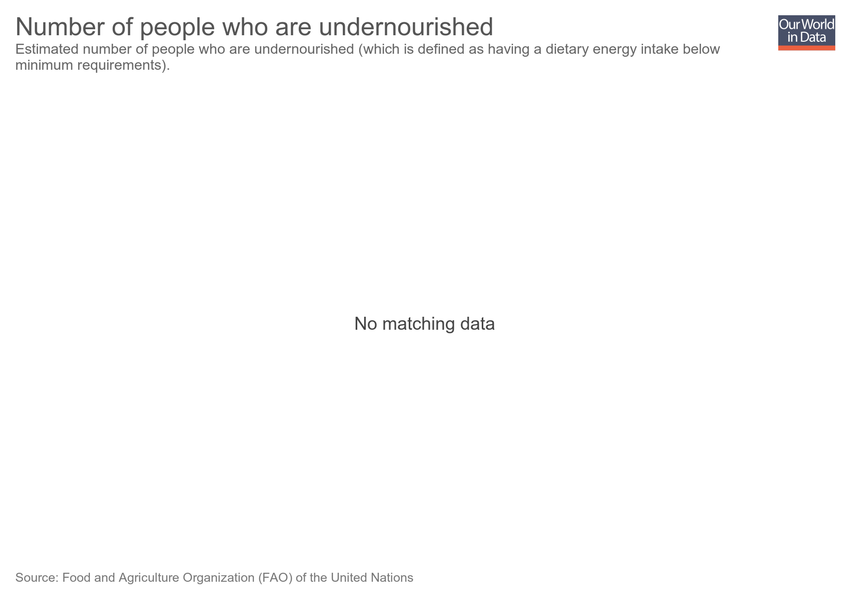 Number of people who are undernourished
Our World
in Data
Estimated number of people who are undernourished (which is defined as having a dietary energy intake below
minimum requirements).
No matching data
Source: Food and Agriculture Organization (FAO) of the United Nations